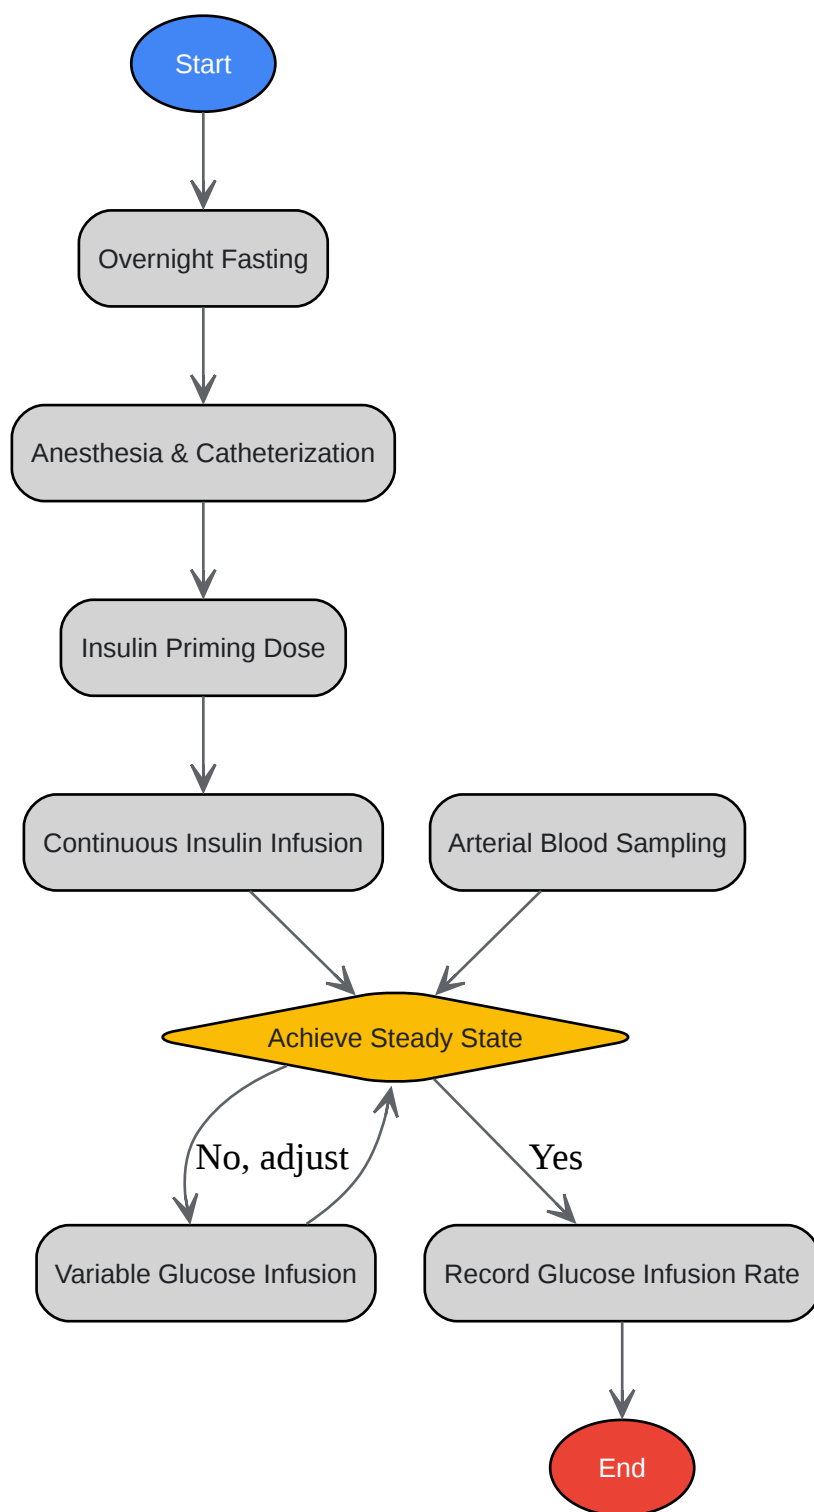 Start
Overnight Fasting
Anesthesia & Catheterization
Insulin Priming Dose
Continuous Insulin Infusion
Arterial Blood Sampling
Achieve Steady State
No, adjust
Yes
Variable Glucose Infusion
Record Glucose Infusion Rate
End